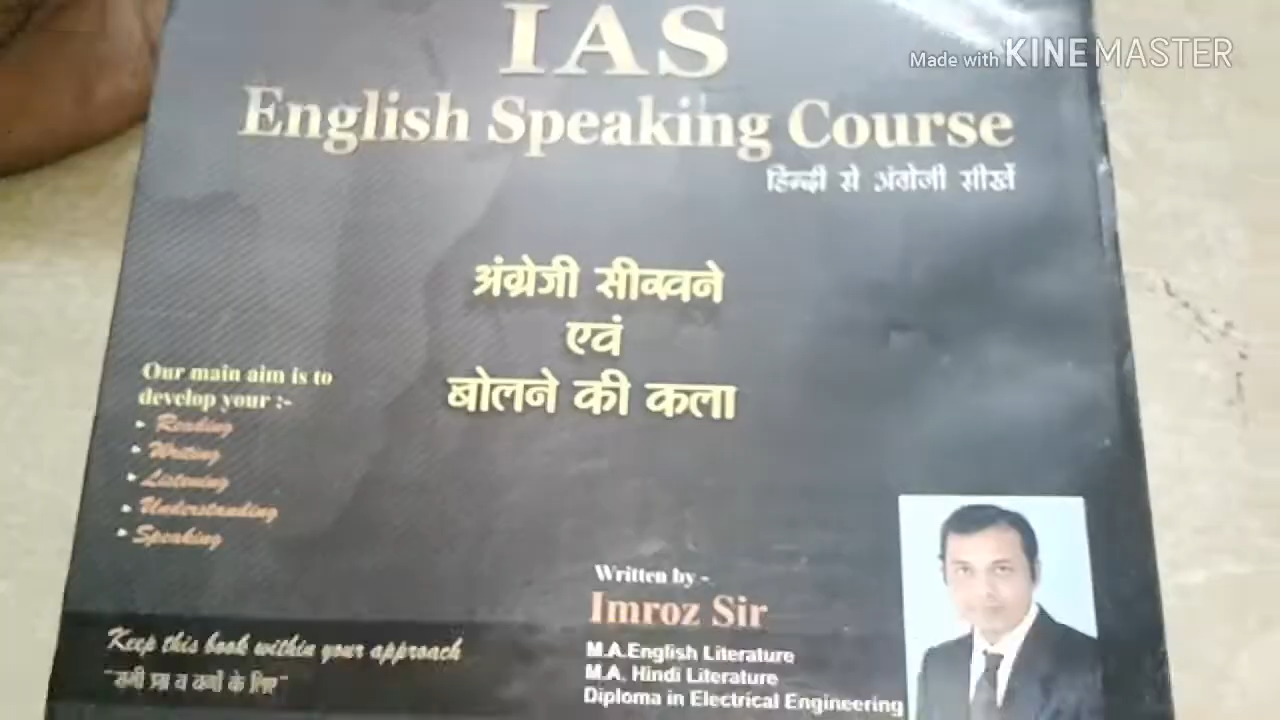 Made with KINEMASTER
IAS
English Speaking Course
हिन्दी से अंग्रेजी सीखें
अंग्रेजी सीखने
एवं
बोलने की कला
Our main aim is to
develop your :-
Reading
Writing
Listening
Understanding
Speaking
Written by -
Imroz Sir
M.A.English Literature
M.A. Hindi Literature
Diploma in Electrical Engineering
Keep this book within your approach
के लिए"